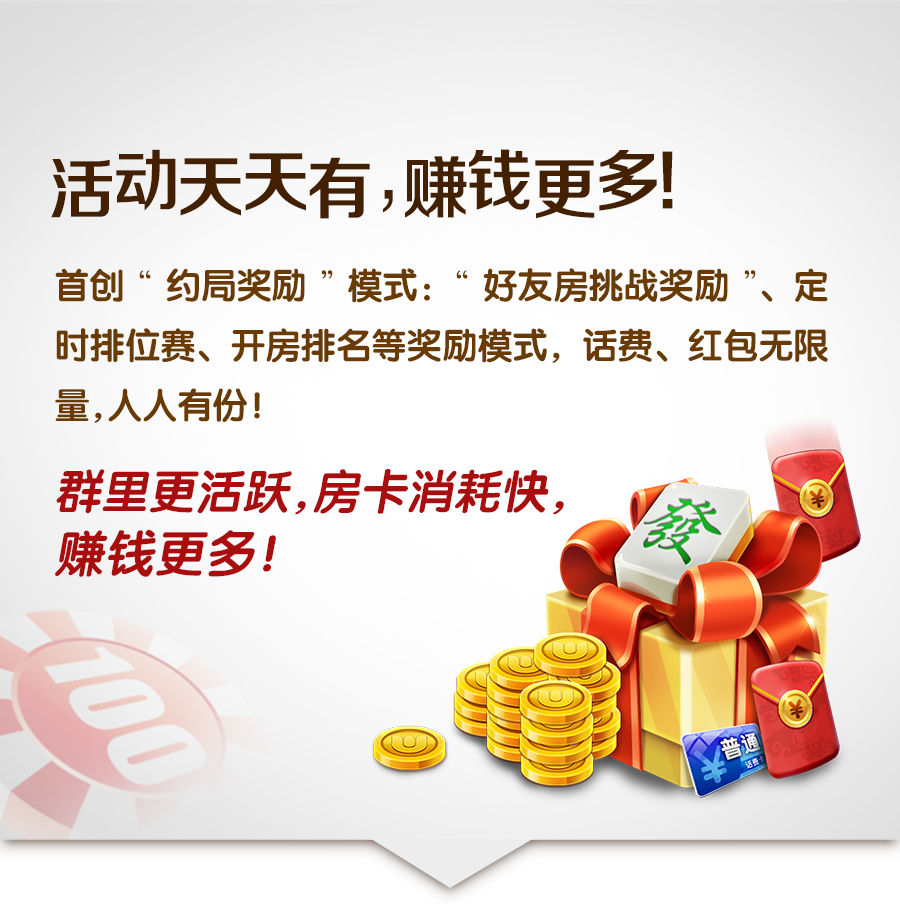 活动天天有,赚钱更多!
首创“约局奖励”模式:“好友房挑战奖励”、定
时排位赛、开房排名等奖励模式，话费、红包无限
量,人人有份!
群里更活跃,房卡消耗快,
赚钱更多!
發
100
普通
话费卡